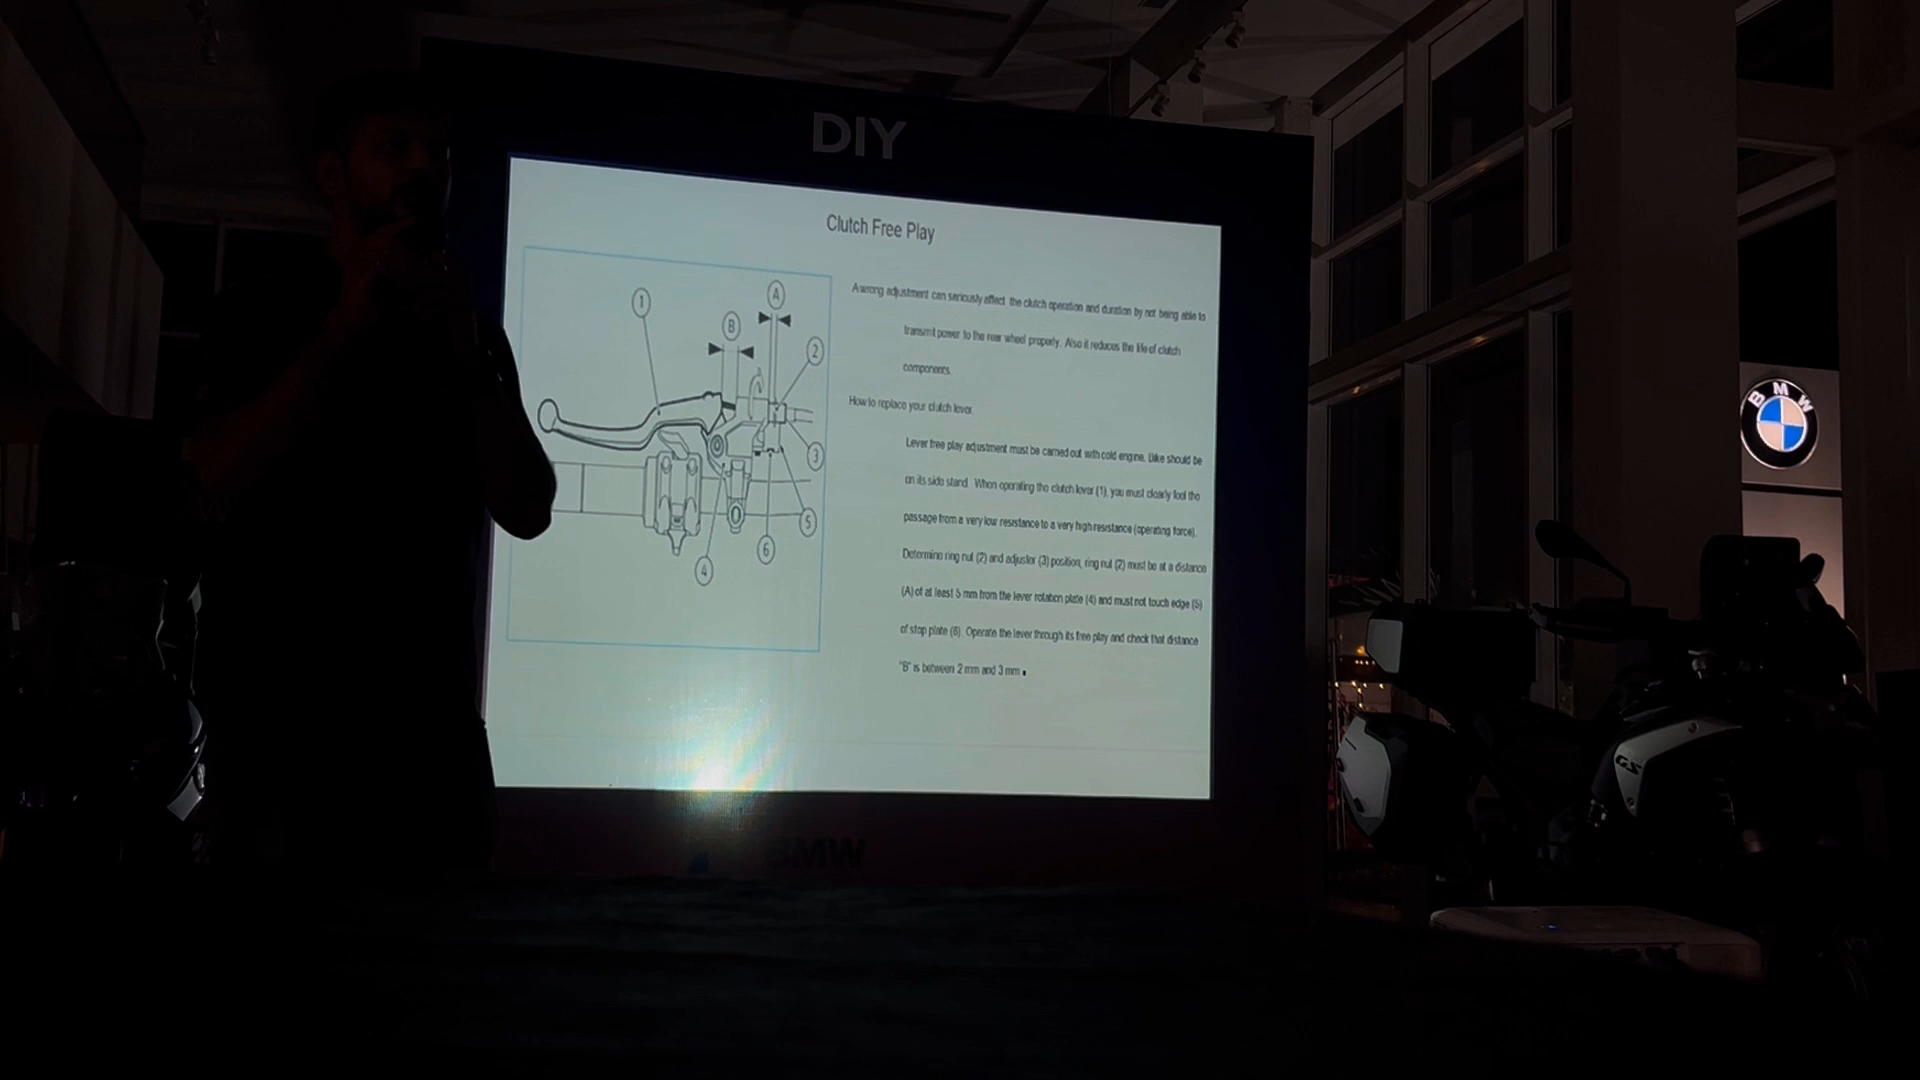 DIY
Clutch Free Play
A wrong adjustment can seriously affect the clutch operation and duration by not being able to
transmit power to the rear wheel properly. Also it reduces the life of clutch
components.
How to replace your clutch lever
Lever free play adjustment must be carried out with cold engine. Bike should be
on its side stand. When operating the clutch lever (1), you must clearly feel the
passage from a very low resistance to a very high resistance (operating force).
Determine ring nut (2) and adjuster (3) position; ring nut (2) must be at a distance
(A) of at least 5 mm from the lever rotation plate (4) and must not touch edge (5)
of stop plate (6). Operate the lever through its free play and check that distance
"B" is between 2 mm and 3 mm
1
A
B
2
3
5
6
4
BMW
BMW
GS